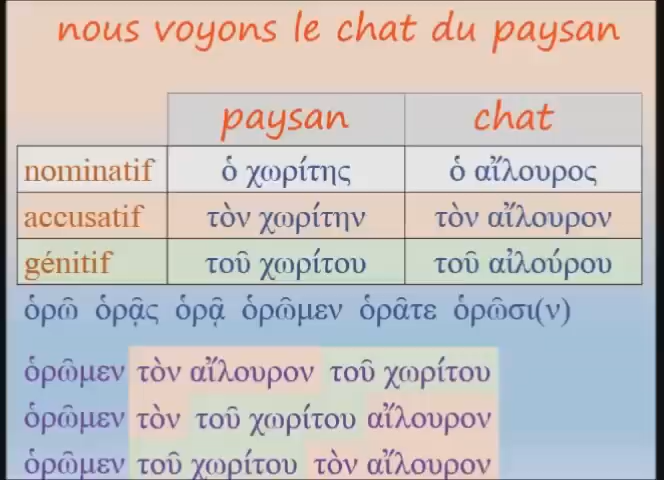 nous voyons le chat du paysan
paysan chat
nominatif ὁ χωρίτης ὁ αἴλουρος
accusatif τὸν χωρίτην τὸν αἴλουρον
génitif τοῦ χωρίτου τοῦ αἰλούρου
ὁρῶ ὁρᾷς ὁρᾷ ὁρῶμεν ὁρᾶτε ὁρῶσι(ν)
ὁρῶμεν τὸν αἴλουρον τοῦ χωρίτου
ὁρῶμεν τὸν τοῦ χωρίτου αἴλουρον
ὁρῶμεν τοῦ χωρίτου τὸν αἴλουρον